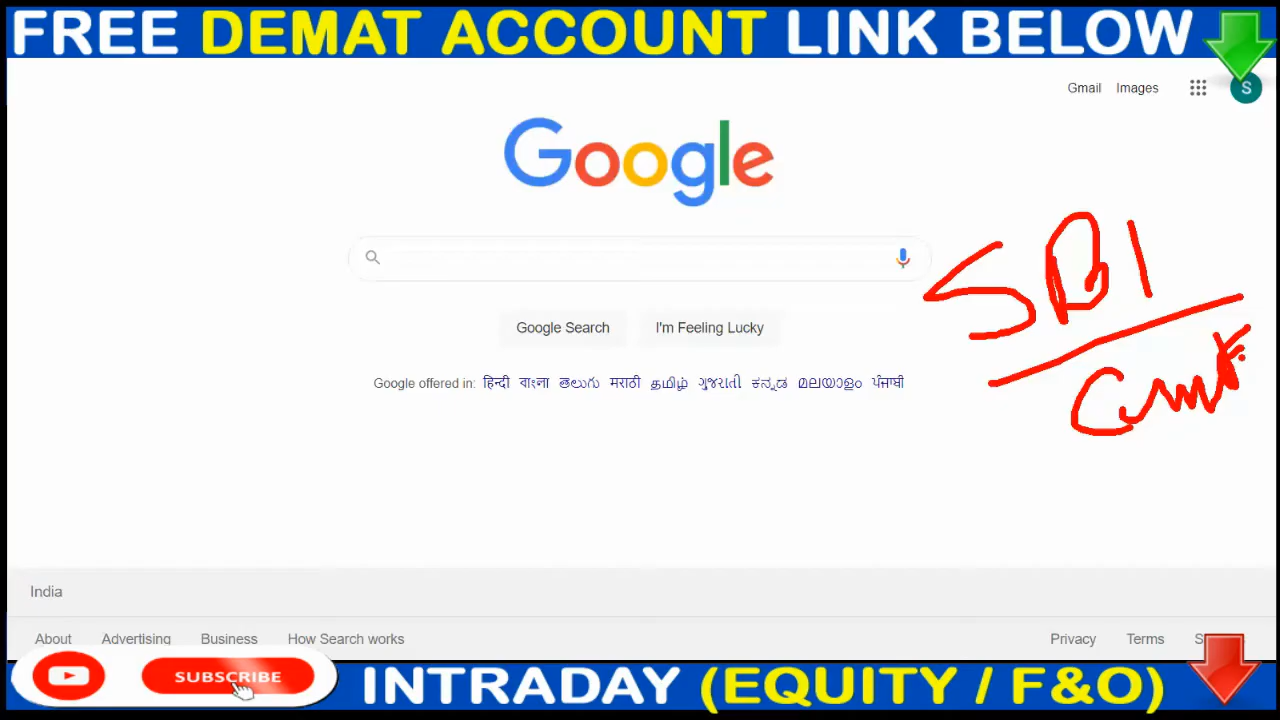 FREE DEMAT ACCOUNT LINK BELOW
Gmail Images
S
Google
SBI
Google Search I'm Feeling Lucky
Google offered in: हिन्दी বাংলা తెలుగు मराठी தமிழ் ગુજરાતી ಕನ್ನಡ മലയാളം ਪੰਜਾਬੀ
India
About Advertising Business How Search works Privacy Terms
SUBSCRIBE
INTRADAY (EQUITY / F&O)